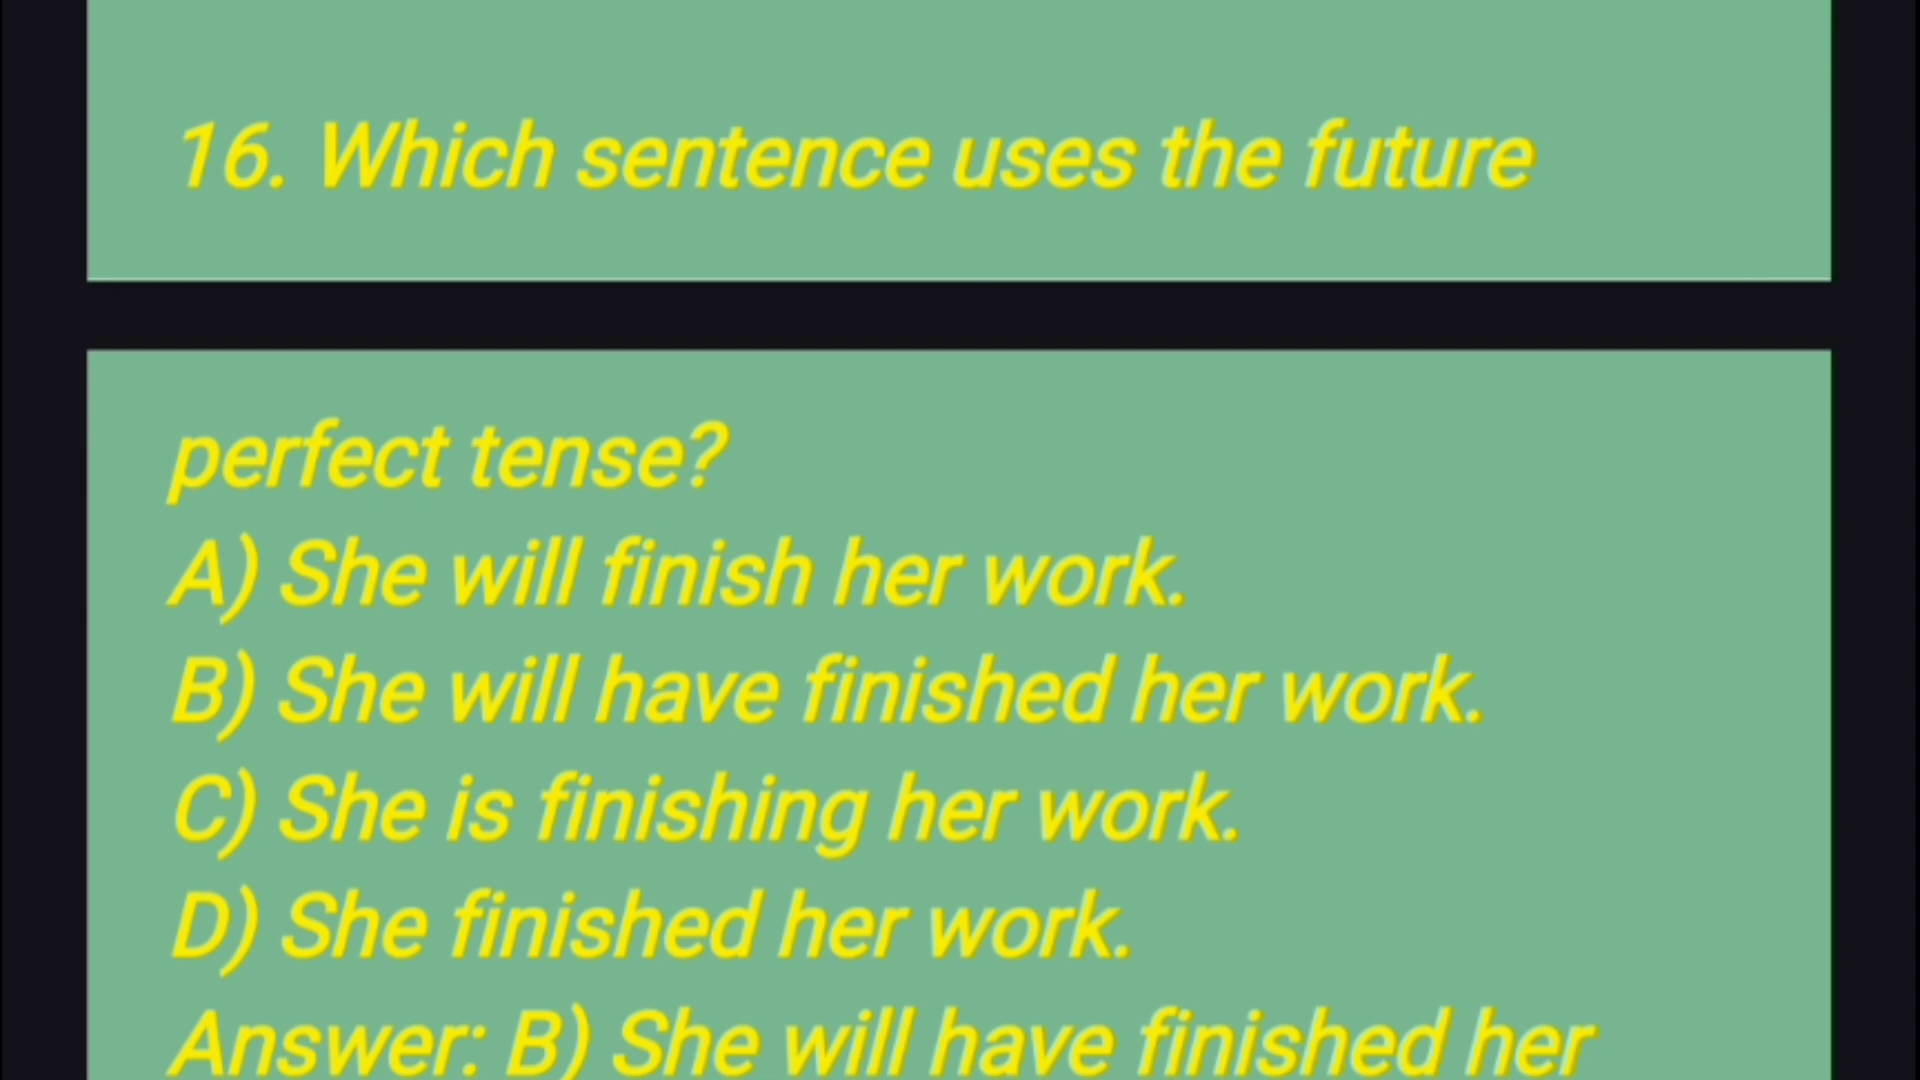 16. Which sentence uses the future
perfect tense?
A) She will finish her work.
B) She will have finished her work.
C) She is finishing her work.
D) She finished her work.
Answer: B) She will have finished her